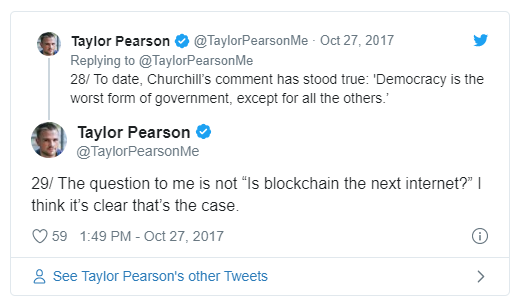 Taylor Pearson @TaylorPearsonMe · Oct 27, 2017
Replying to @TaylorPearsonMe
28/ To date, Churchill’s comment has stood true: 'Democracy is the
worst form of government, except for all the others.’
Taylor Pearson
@TaylorPearsonMe
29/ The question to me is not “Is blockchain the next internet?” I
think it’s clear that’s the case.
59 1:49 PM - Oct 27, 2017
See Taylor Pearson's other Tweets